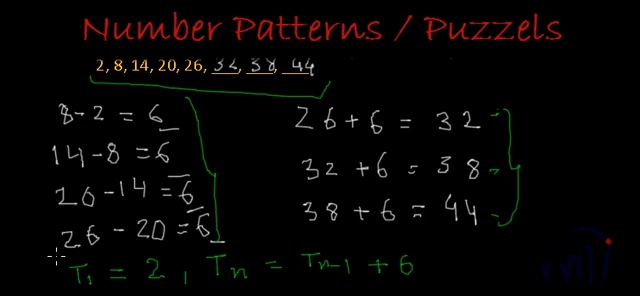 Number Patterns / Puzzels
2, 8, 14, 20, 26, 32, 38, 44
8 - 2 = 6
14 - 8 = 6
20 - 14 = 6
26 - 20 = 6
26 + 6 = 32
32 + 6 = 38
38 + 6 = 44
T1 = 2, Tn = Tn-1 + 6